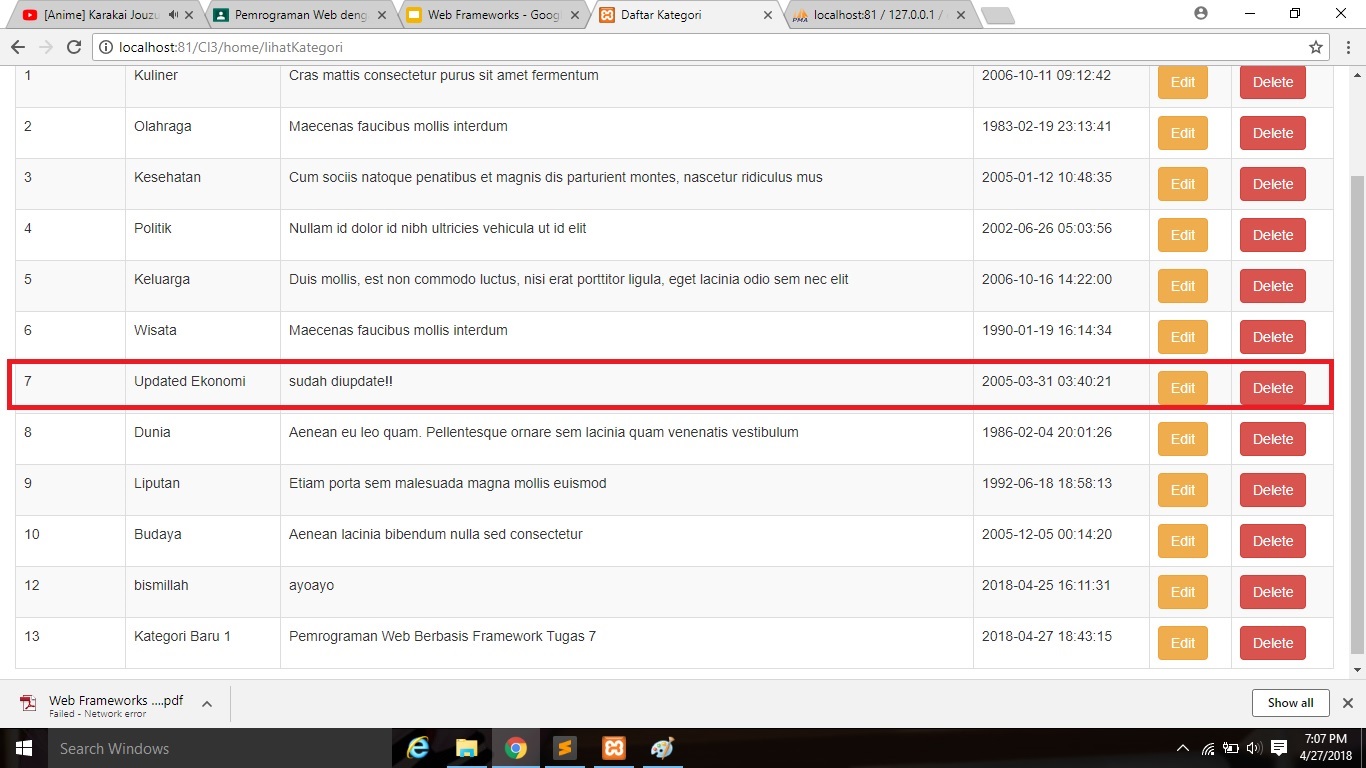 [Anime] Karakai Jouzu
Pemrograman Web deng
Web Frameworks - Goog
Daftar Kategori
localhost:81 / 127.0.0.1 /
localhost:81/CI3/home/lihatKategori
1 Kuliner Cras mattis consectetur purus sit amet fermentum 2006-10-11 09:12:42 Edit Delete
2 Olahraga Maecenas faucibus mollis interdum 1983-02-19 23:13:41 Edit Delete
3 Kesehatan Cum sociis natoque penatibus et magnis dis parturient montes, nascetur ridiculus mus 2005-01-12 10:48:35 Edit Delete
4 Politik Nullam id dolor id nibh ultricies vehicula ut id elit 2002-06-26 05:03:56 Edit Delete
5 Keluarga Duis mollis, est non commodo luctus, nisi erat porttitor ligula, eget lacinia odio sem nec elit 2006-10-16 14:22:00 Edit Delete
6 Wisata Maecenas faucibus mollis interdum 1990-01-19 16:14:34 Edit Delete
7 Updated Ekonomi sudah diupdate!! 2005-03-31 03:40:21 Edit Delete
8 Dunia Aenean eu leo quam. Pellentesque ornare sem lacinia quam venenatis vestibulum 1986-02-04 20:01:26 Edit Delete
9 Liputan Etiam porta sem malesuada magna mollis euismod 1992-06-18 18:58:13 Edit Delete
10 Budaya Aenean lacinia bibendum nulla sed consectetur 2005-12-05 00:14:20 Edit Delete
12 bismillah ayoayo 2018-04-25 16:11:31 Edit Delete
13 Kategori Baru 1 Pemrograman Web Berbasis Framework Tugas 7 2018-04-27 18:43:15 Edit Delete
Web Frameworks ....pdf
Failed - Network error
Show all
Search Windows
7:07 PM
4/27/2018